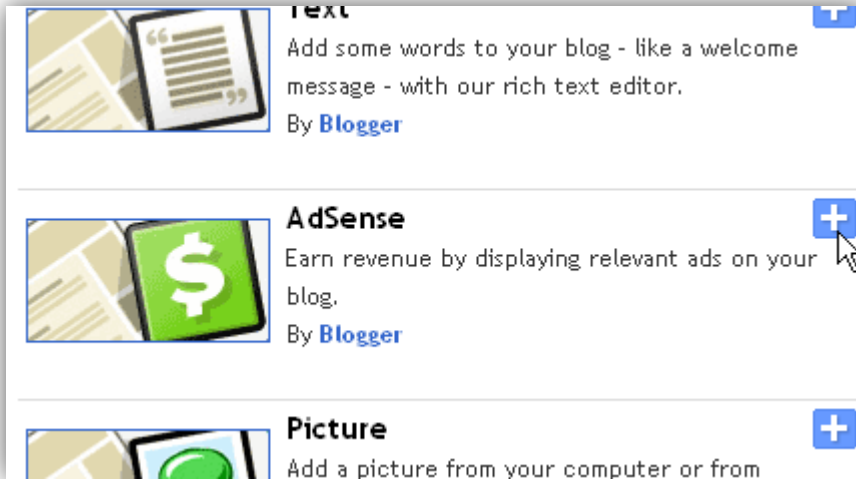 Text
Add some words to your blog - like a welcome
message - with our rich text editor.
By Blogger
AdSense
Earn revenue by displaying relevant ads on your
blog.
By Blogger
Picture
Add a picture from your computer or from